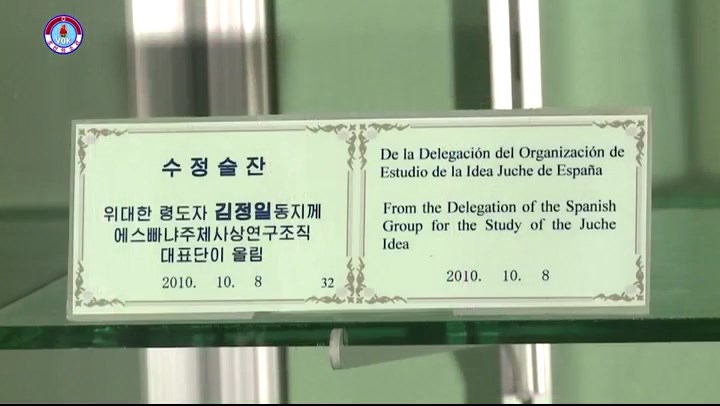 VOK
수정술잔
위대한 령도자 김정일동지께
에스빠냐주체사상연구조직
대표단이 올림
2010. 10. 8
32
De la Delegación del Organización de
Estudio de la Idea Juche de España
From the Delegation of the Spanish
Group for the Study of the Juche
Idea
2010. 10. 8